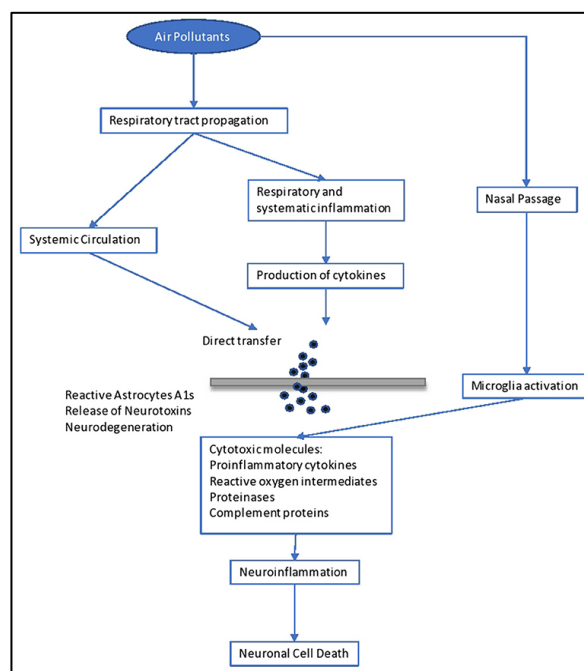 Air Pollutants
Respiratory tract propagation
Respiratory and
systematic inflammation
Nasal Passage
Systemic Circulation
Production of cytokines
Direct transfer
Reactive Astrocytes A1s
Release of Neurotoxins
Neurodegeneration
Microglia activation
Cytotoxic molecules:
Proinflammatory cytokines
Reactive oxygen intermediates
Proteinases
Complement proteins
Neuroinflammation
Neuronal Cell Death